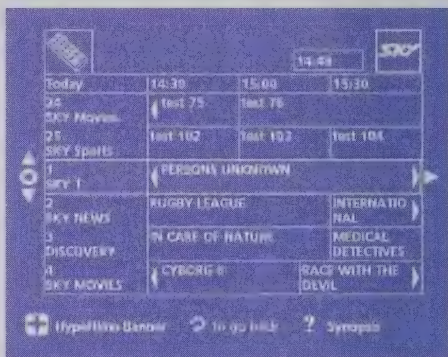 SKY
14:49
Today 14:30 15:00 15:30
24 SKY Movies test 75 test 76
25 SKY Sports test 102 test 103 test 104
1 SKY 1 PERSONS UNKNOWN
2 SKY NEWS RUGBY LEAGUE INTERNATIO
NAL
3 DISCOVERY IN CARE OF NATURE MEDICAL
DETECTIVES
4 SKY MOVIES CYBORG II RACE WITH THE
DEVIL
Banner to go back ? Synopsis